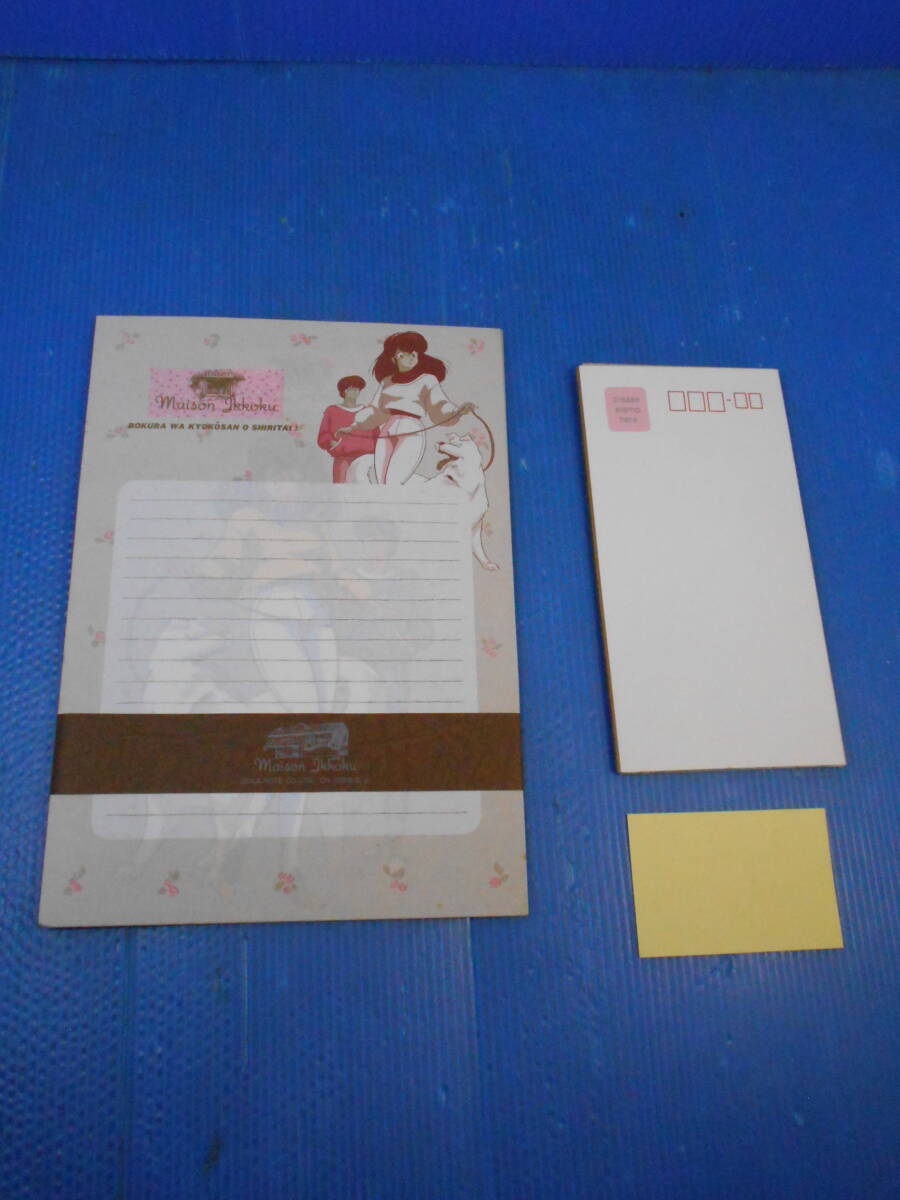 Maison Ikkoku
BOKURA WA KYOKOSAN O SHIRITAI!
Maison Ikkoku
please
stamp
here